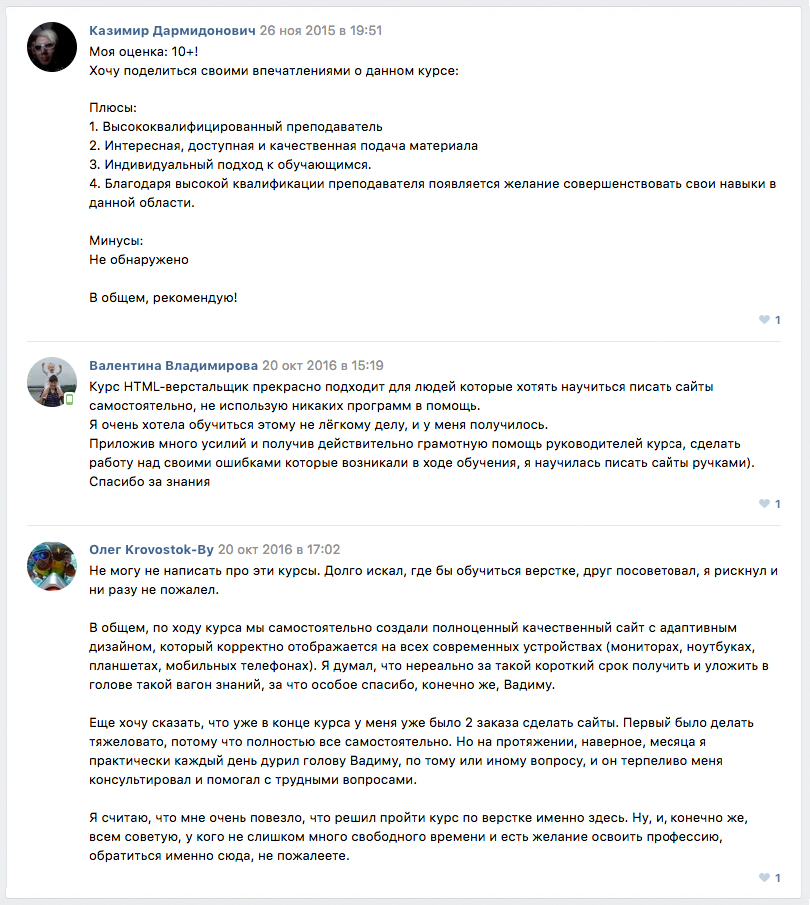 Казимир Дармидонович 26 ноя 2015 в 19:51
Моя оценка: 10+!
Хочу поделиться своими впечатлениями о данном курсе:
Плюсы:
1. Высококвалифицированный преподаватель
2. Интересная, доступная и качественная подача материала
3. Индивидуальный подход к обучающимся.
4. Благодаря высокой квалификации преподавателя появляется желание совершенствовать свои навыки в
данной области.
Минусы:
Не обнаружено
В общем, рекомендую!
1
Валентина Владимирова 20 окт 2016 в 15:19
Курс HTML-верстальщик прекрасно подходит для людей которые хотять научиться писать сайты
самостоятельно, не использую никаких программ в помощь.
Я очень хотела обучиться этому не лёгкому делу, и у меня получилось.
Приложив много усилий и получив действительно грамотную помощь руководителей курса, сделать
работу над своими ошибками которые возникали в ходе обучения, я научилась писать сайты ручками).
Спасибо за знания
1
Олег Krovostok-By 20 окт 2016 в 17:02
Не могу не написать про эти курсы. Долго искал, где бы обучиться верстке, друг посоветовал, я рискнул и
ни разу не пожалел.
В общем, по ходу курса мы самостоятельно создали полноценный качественный сайт с адаптивным
дизайном, который корректно отображается на всех современных устройствах (мониторах, ноутбуках,
планшетах, мобильных телефонах). Я думал, что нереально за такой короткий срок получить и уложить в
голове такой вагон знаний, за что особое спасибо, конечно же, Вадиму.
Еще хочу сказать, что уже в конце курса у меня уже было 2 заказа сделать сайты. Первый было делать
тяжеловато, потому что полностью все самостоятельно. Но на протяжении, наверное, месяца я
практически каждый день дурил голову Вадиму, по тому или иному вопросу, и он терпеливо меня
консультировал и помогал с трудными вопросами.
Я считаю, что мне очень повезло, что решил пройти курс по верстке именно здесь. Ну, и, конечно же,
всем советую, у кого не слишком много свободного времени и есть желание освоить профессию,
обратиться именно сюда, не пожалеете.
1